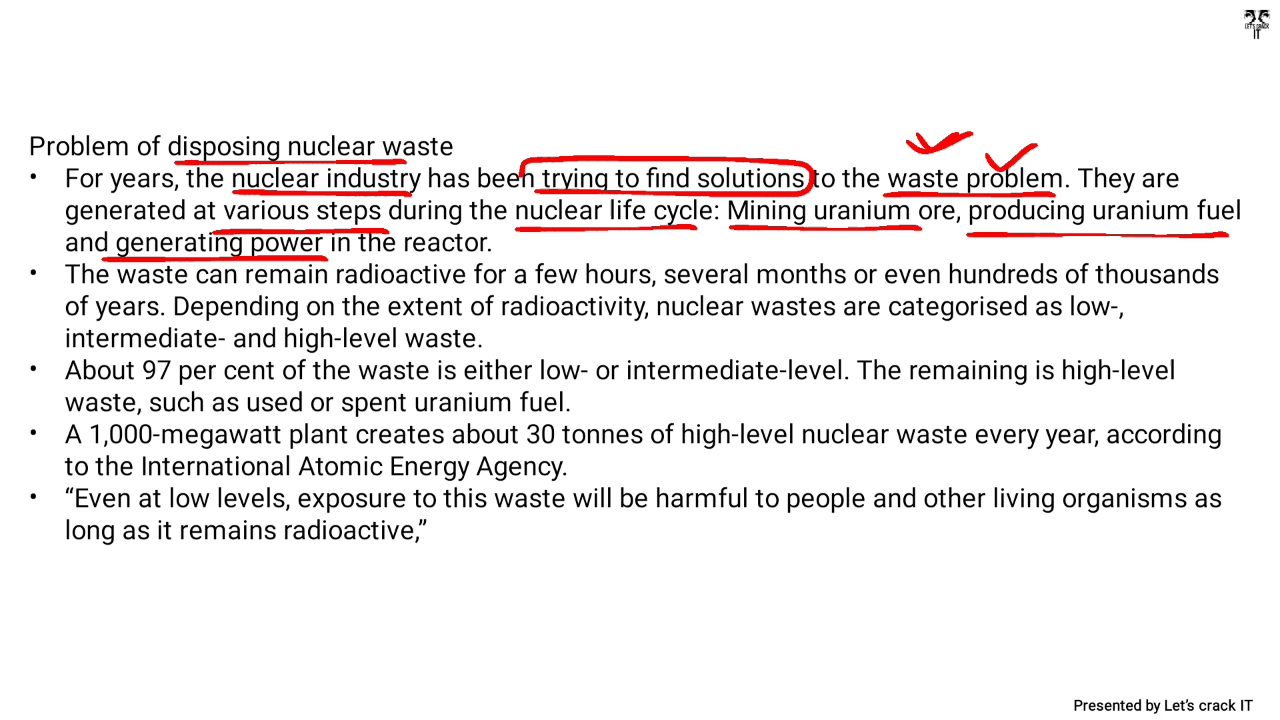 LET'S CRACK
IT
Problem of disposing nuclear waste
• For years, the nuclear industry has been trying to find solutions to the waste problem. They are
generated at various steps during the nuclear life cycle: Mining uranium ore, producing uranium fuel
and generating power in the reactor.
• The waste can remain radioactive for a few hours, several months or even hundreds of thousands
of years. Depending on the extent of radioactivity, nuclear wastes are categorised as low-,
intermediate- and high-level waste.
• About 97 per cent of the waste is either low- or intermediate-level. The remaining is high-level
waste, such as used or spent uranium fuel.
• A 1,000-megawatt plant creates about 30 tonnes of high-level nuclear waste every year, according
to the International Atomic Energy Agency.
• “Even at low levels, exposure to this waste will be harmful to people and other living organisms as
long as it remains radioactive,”
Presented by Let’s crack IT